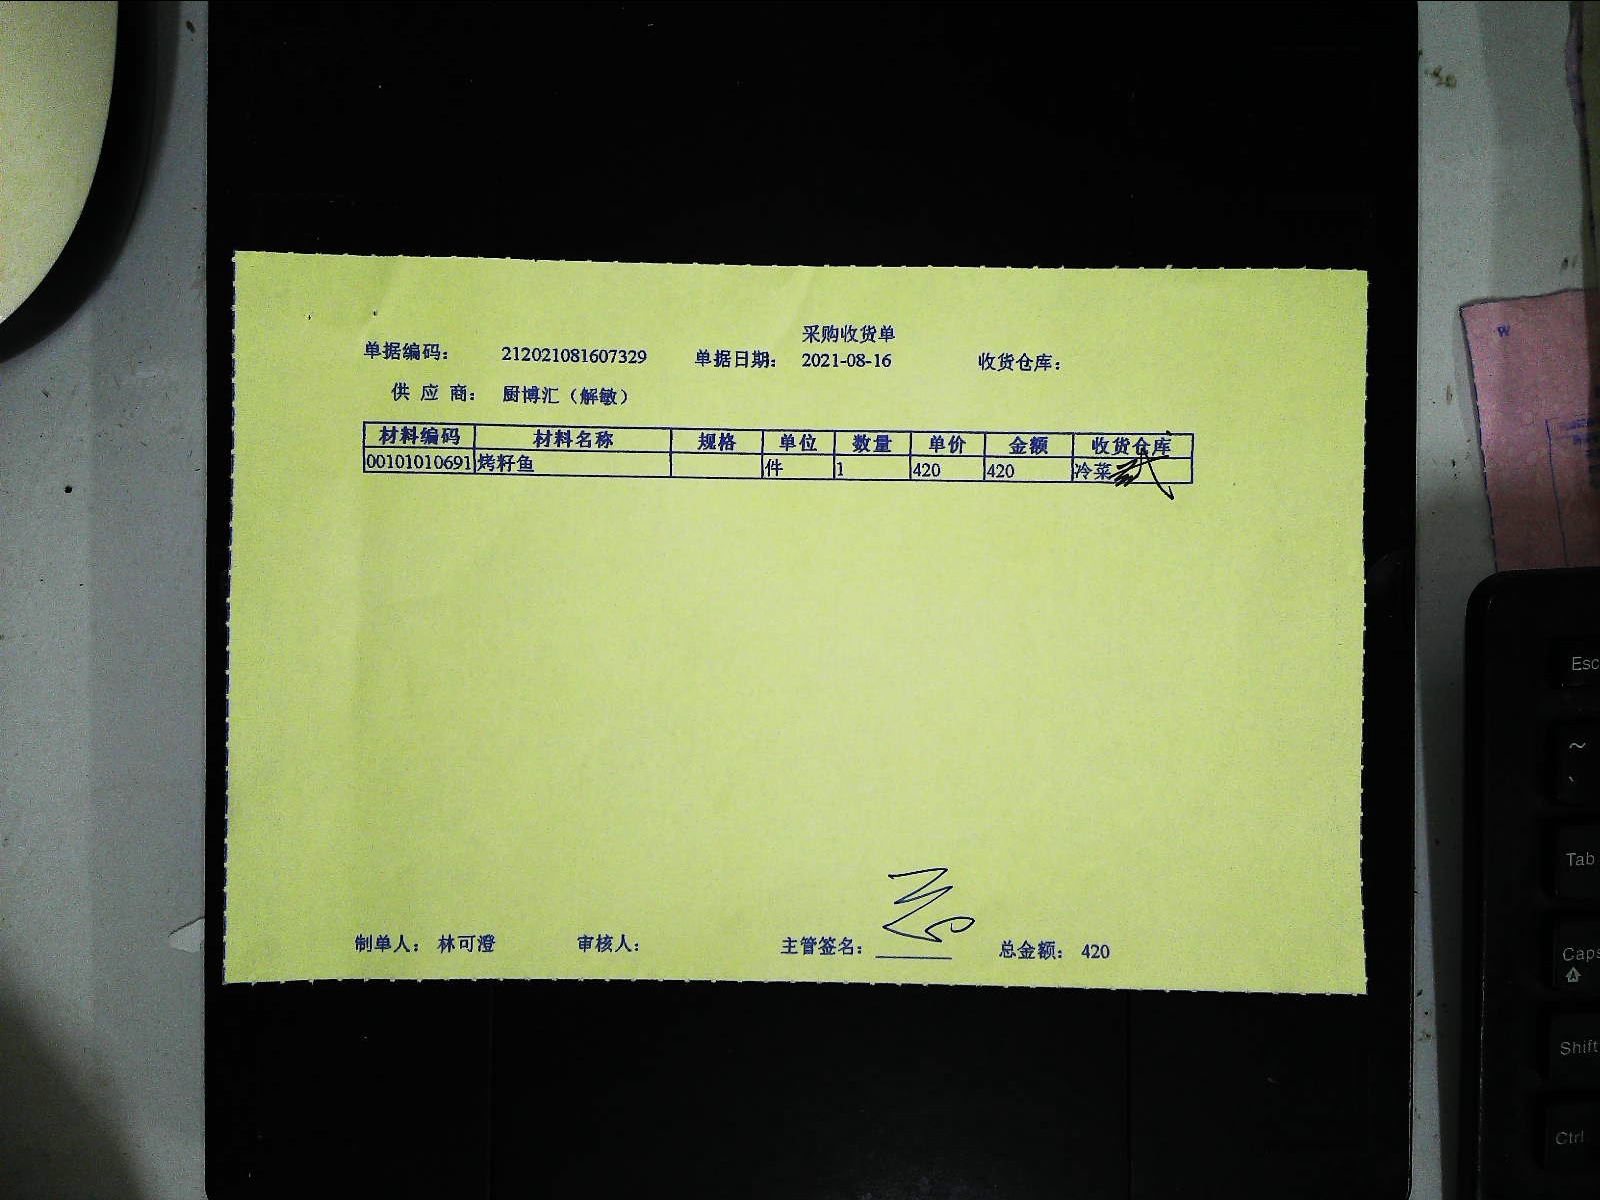 采购收货单
单据编码： 212021081607329 单据日期： 2021-08-16 收货仓库：
供 应 商： 厨博汇（解敏）
材料编码 材料名称 规格 单位 数量 单价 金额 收货仓库
00101010691 烤籽鱼 件 1 420 420 冷菜
制单人： 林可澄 审核人： 主管签名： 总金额： 420
W
Esc
~
`
Tab
Caps
Shift
Ctrl